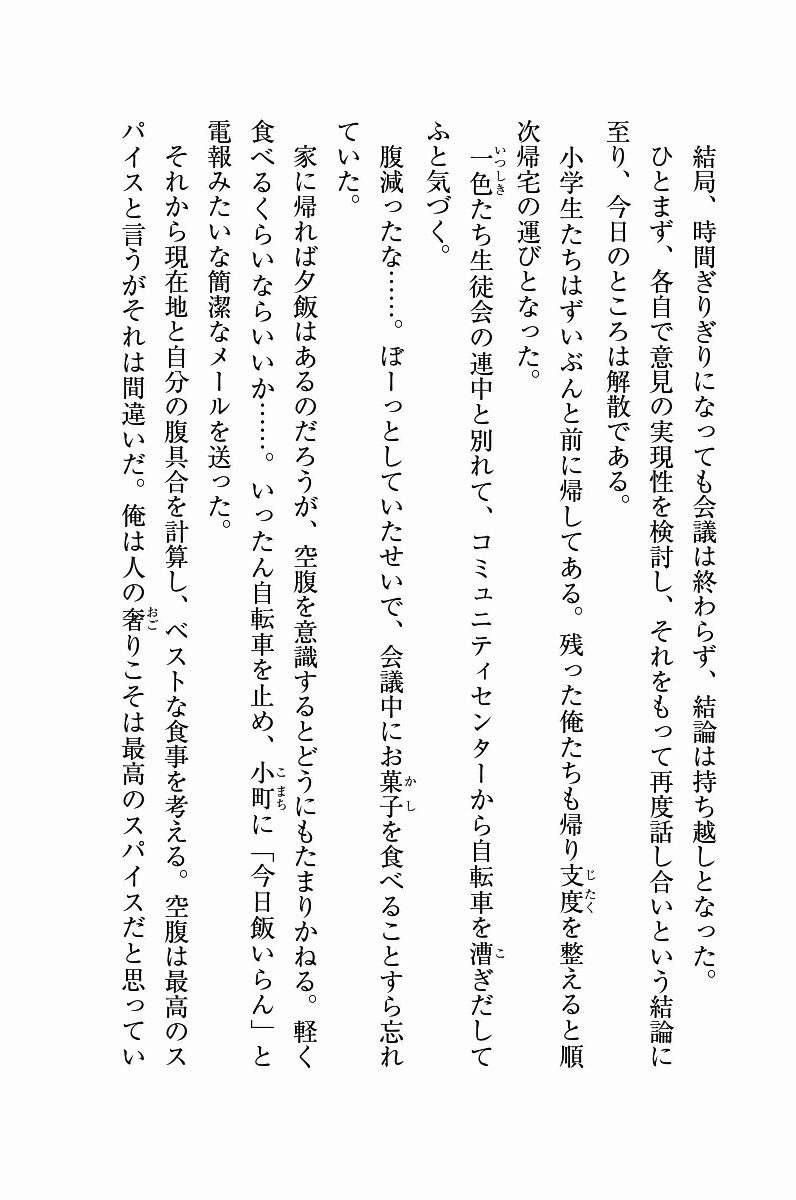 結局、時間ぎりぎりになっても会議は終わらず、結論は持ち越しとなった。
ひとまず、各自で意見の実現性を検討し、それをもって再度話し合いという結論に
至り、今日のところは解散である。
小学生たちはずいぶんと前に帰してある。残った俺たちも帰り支度を整えると順
次帰宅の運びとなった。
一色たち生徒会の連中と別れて、コミュニティセンターから自転車を漕ぎだして
ふと気づく。
腹減ったな……。ぼーっとしていたせいで、会議中にお菓子を食べることすら忘れ
ていた。
家に帰れば夕飯はあるのだろうが、空腹を意識するとどうにもたまりかねる。軽く
食べるくらいならいいか……。いったん自転車を止め、小町に「今日飯いらん」と
電報みたいな簡潔なメールを送った。
それから現在地と自分の腹具合を計算し、ベストな食事を考える。空腹は最高のス
パイスと言うがそれは間違いだ。俺は人の奢りこそは最高のスパイスだと思ってい